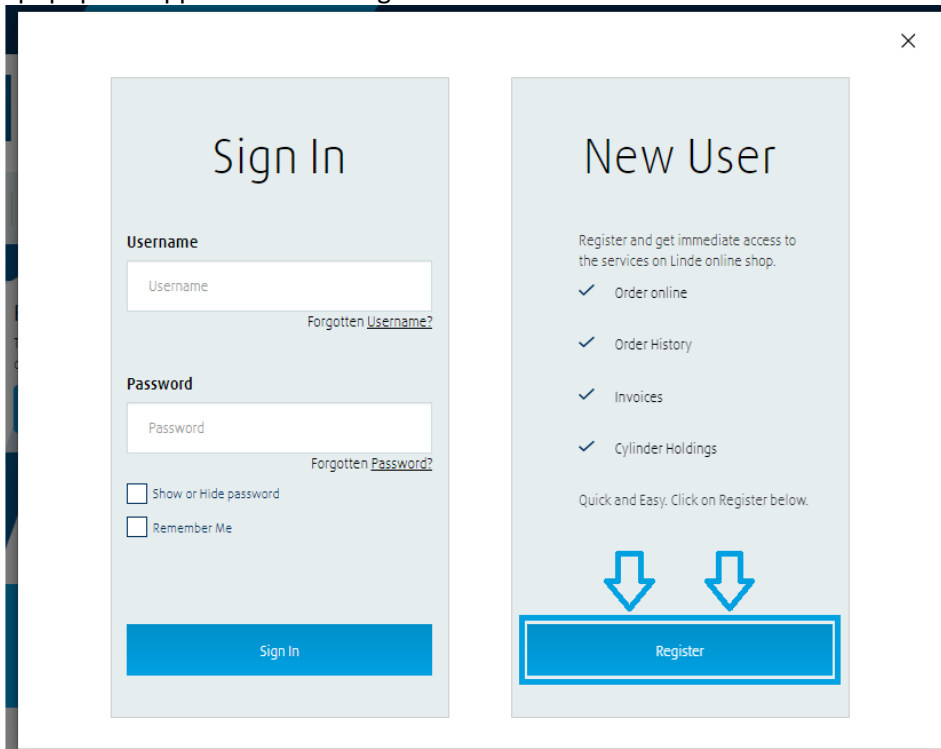 Sign In
Username
Username
Forgotten Username?
Password
Password
Forgotten Password?
Show or Hide password
Remember Me
Sign In
New User
Register and get immediate access to
the services on Linde online shop.
Order online
Order History
Invoices
Cylinder Holdings
Quick and Easy. Click on Register below.
Register